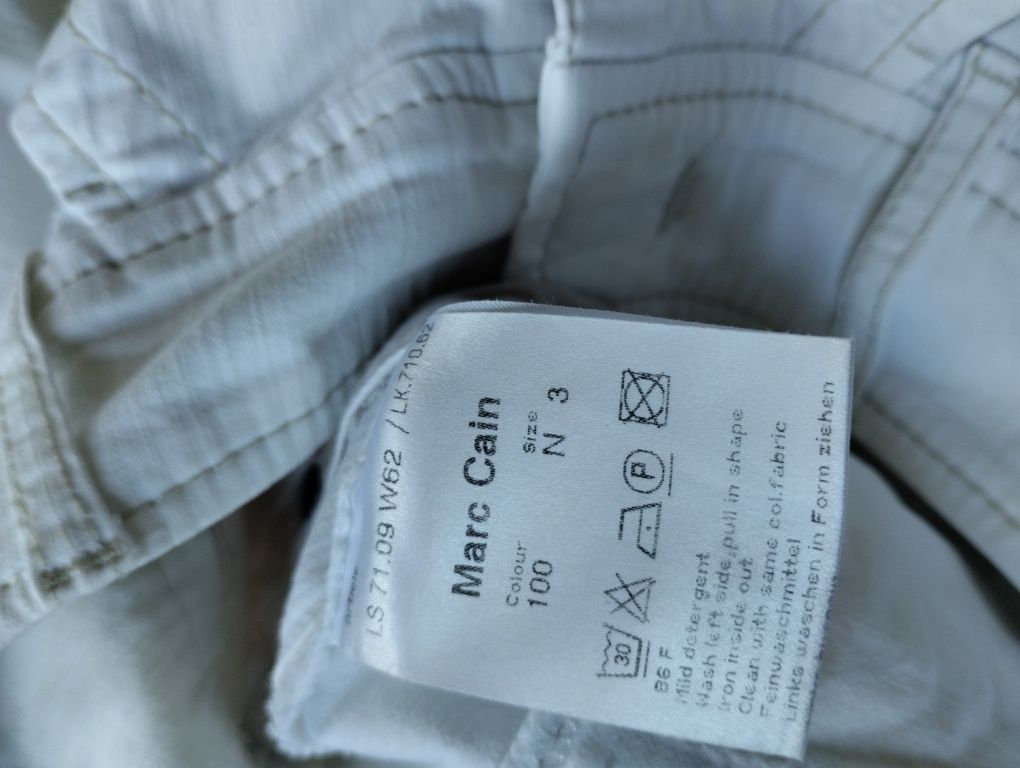 LS 71.09 W62 / LK.710.62
Marc Cain
Colour Size
100 N 3
30 P
86 F
Mild detergent
Wash left side,pull in shape
Iron inside out
Clean with same col.fabric
Feinwaschmittel
Links waschen in Form ziehen